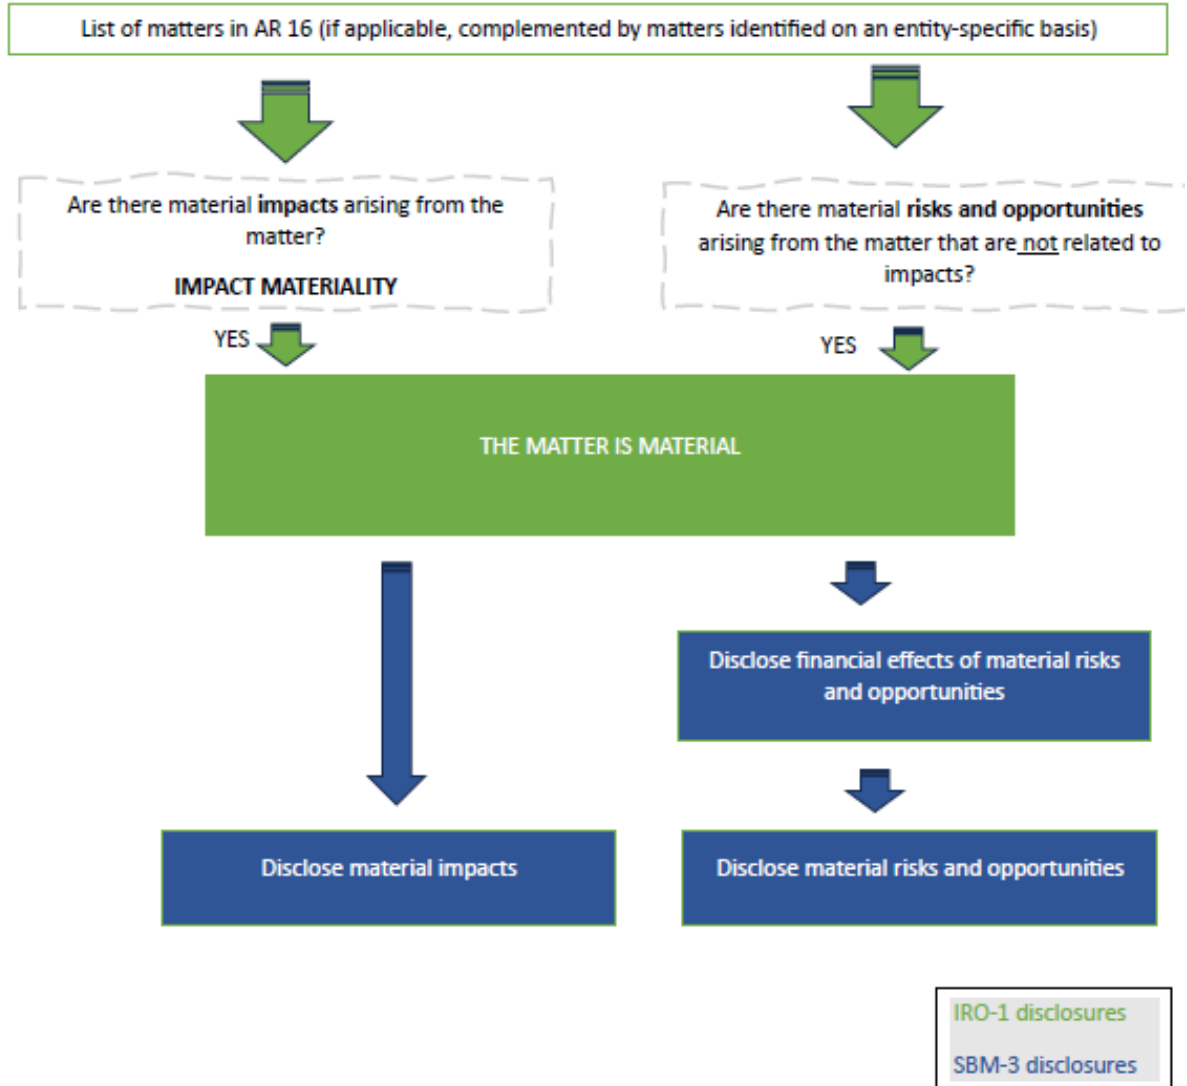 List of matters in AR 16 (if applicable, complemented by matters identified on an entity-specific basis)
Are there material impacts arising from the
matter?
IMPACT MATERIALITY
Are there material risks and opportunities
arising from the matter that are not related to
impacts?
YES
YES
THE MATTER IS MATERIAL
Disclose financial effects of material risks
and opportunities
Disclose material impacts
Disclose material risks and opportunities
IRO-1 disclosures
SBM-3 disclosures